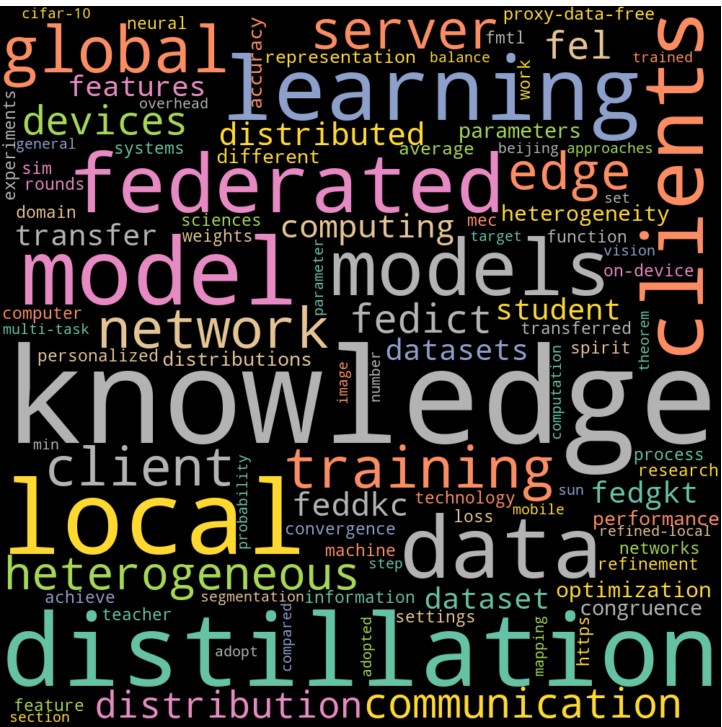 cifar-10 neural server proxy-data-free
global accuracy representation fmtl balance fel trained
features learning work clients
overhead
devices distributed parameters
experiments general systems different average beijing approaches
sim rounds federated edge set
domain sciences computing mec heterogeneity
transfer weights target function vision
model parameter models on-device
computer fedict student theorem
multi-task network transferred
personalized distributions datasets spirit
knowledge image number computation
min process
client training research
probability technology sun fedgkt
local feddkc mobile performance
convergence loss refined-local
machine data networks
heterogeneous step refinement
achieve segmentation information dataset optimization
teacher settings congruence
distillation adopt compared adopted mapping https
feature distribution communication
section